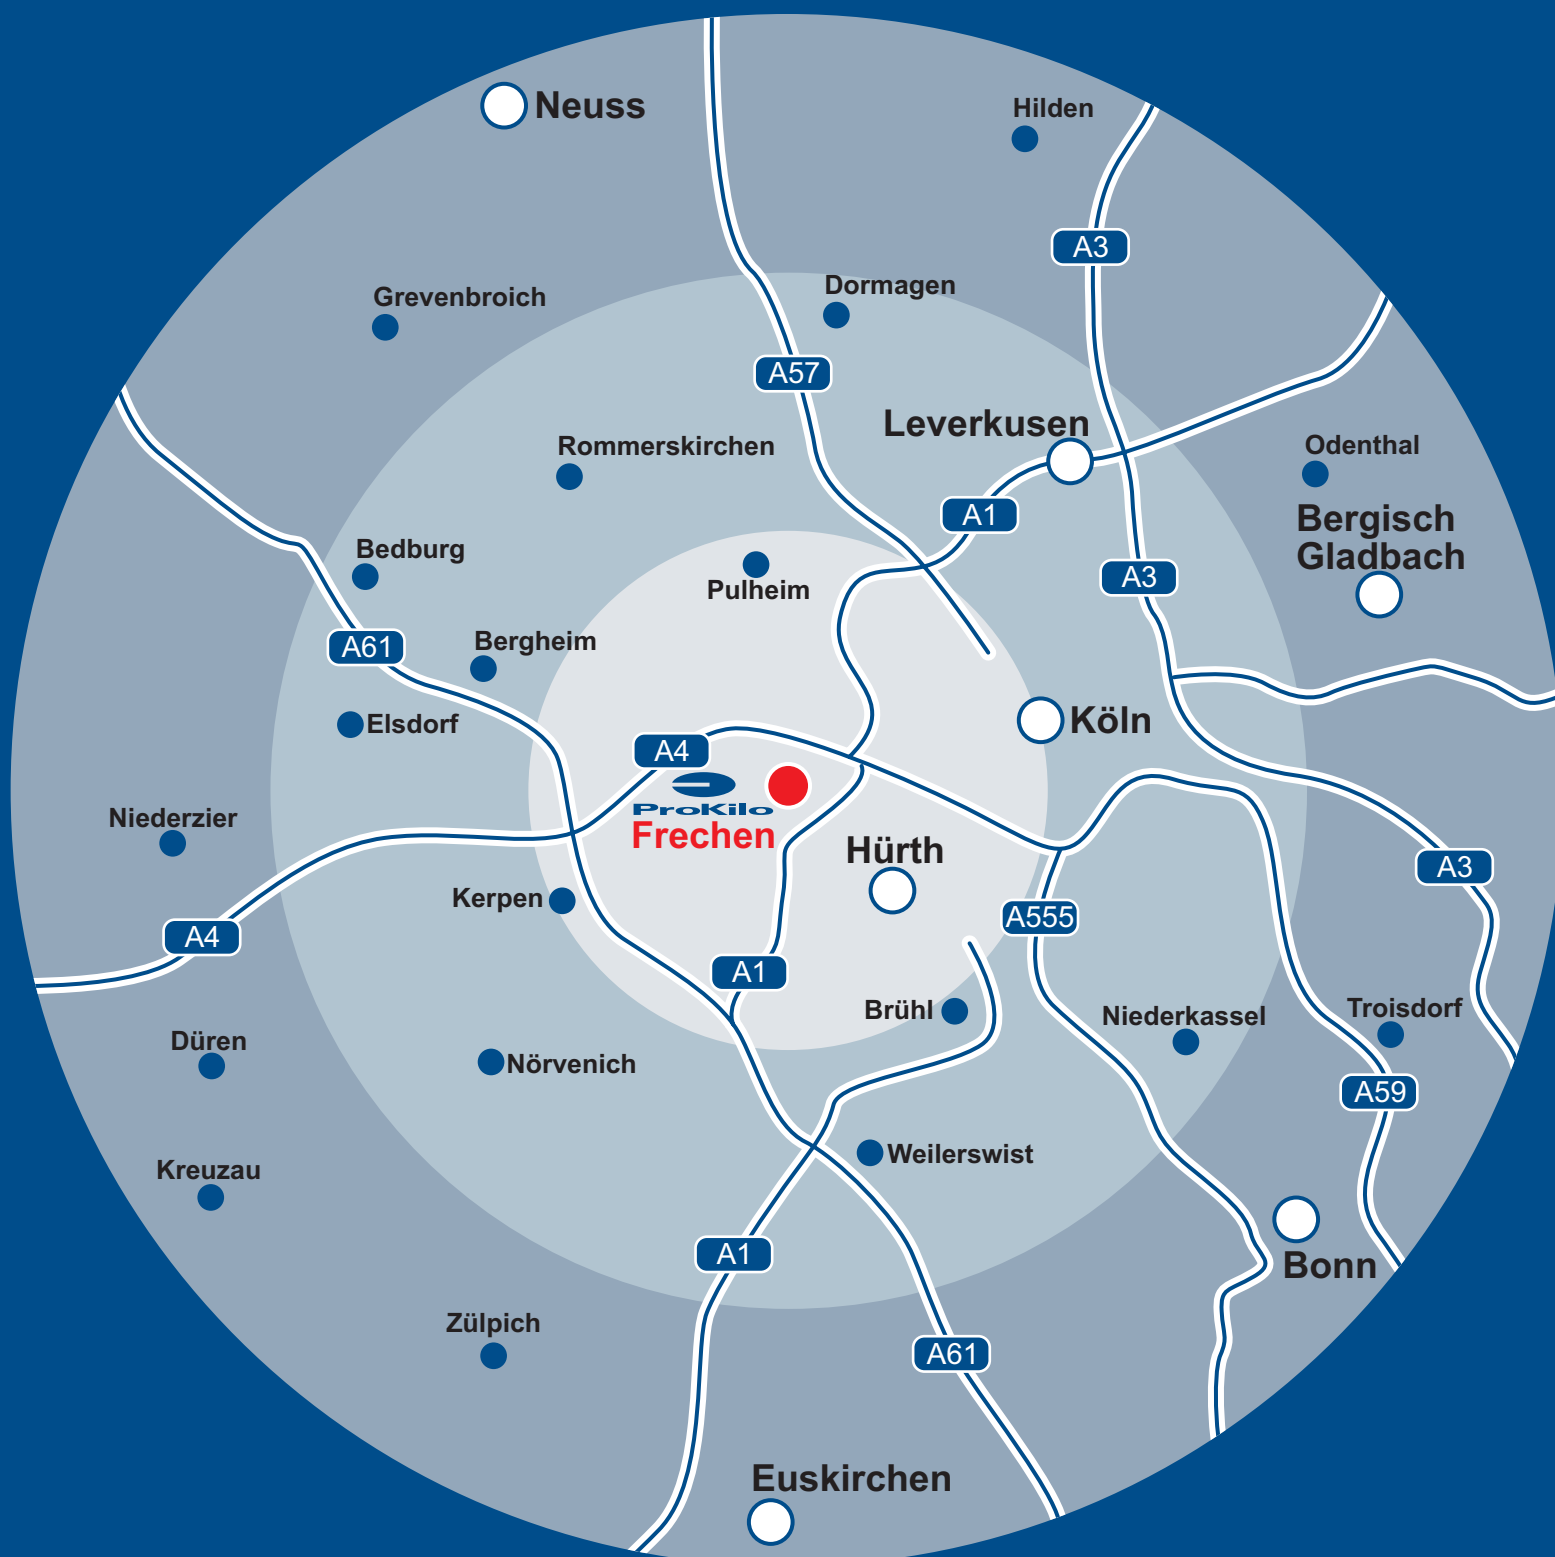 Neuss
Hilden
A3
Dormagen
Grevenbroich
A57
Leverkusen
Rommerskirchen
Odenthal
A1
Bergisch
Gladbach
Bedburg
Pulheim
A3
A61
Bergheim
Elsdorf
Köln
A4
ProKilo
Frechen
Niederzier
Hürth
A3
Kerpen
A555
A4
A1
Brühl
Niederkassel
Troisdorf
Düren
Nörvenich
A59
Weilerswist
Kreuzau
A1
Bonn
Zülpich
A61
Euskirchen